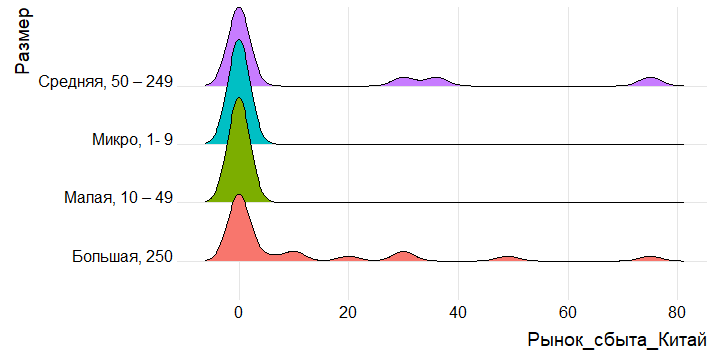 Размер
Средняя, 50 – 249
Микро, 1- 9
Малая, 10 – 49
Большая, 250
0 20 40 60 80
Рынок_сбыта_Китай